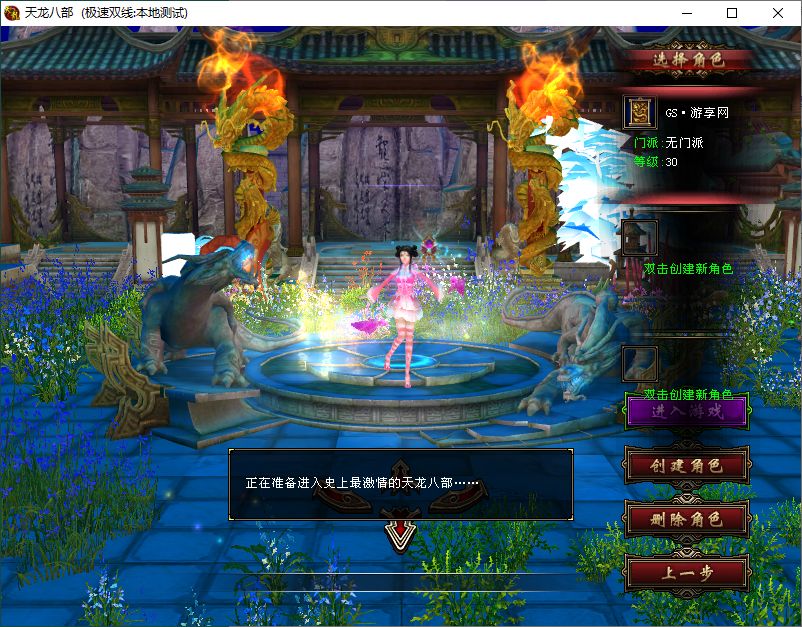 天龙八部 (极速双线:本地测试)
选择角色
GS·游享网
门派:无门派
等级:30
双击创建新角色
双击创建新角色
进入游戏
创建角色
正在准备进入史上最激情的天龙八部……
删除角色
上一步